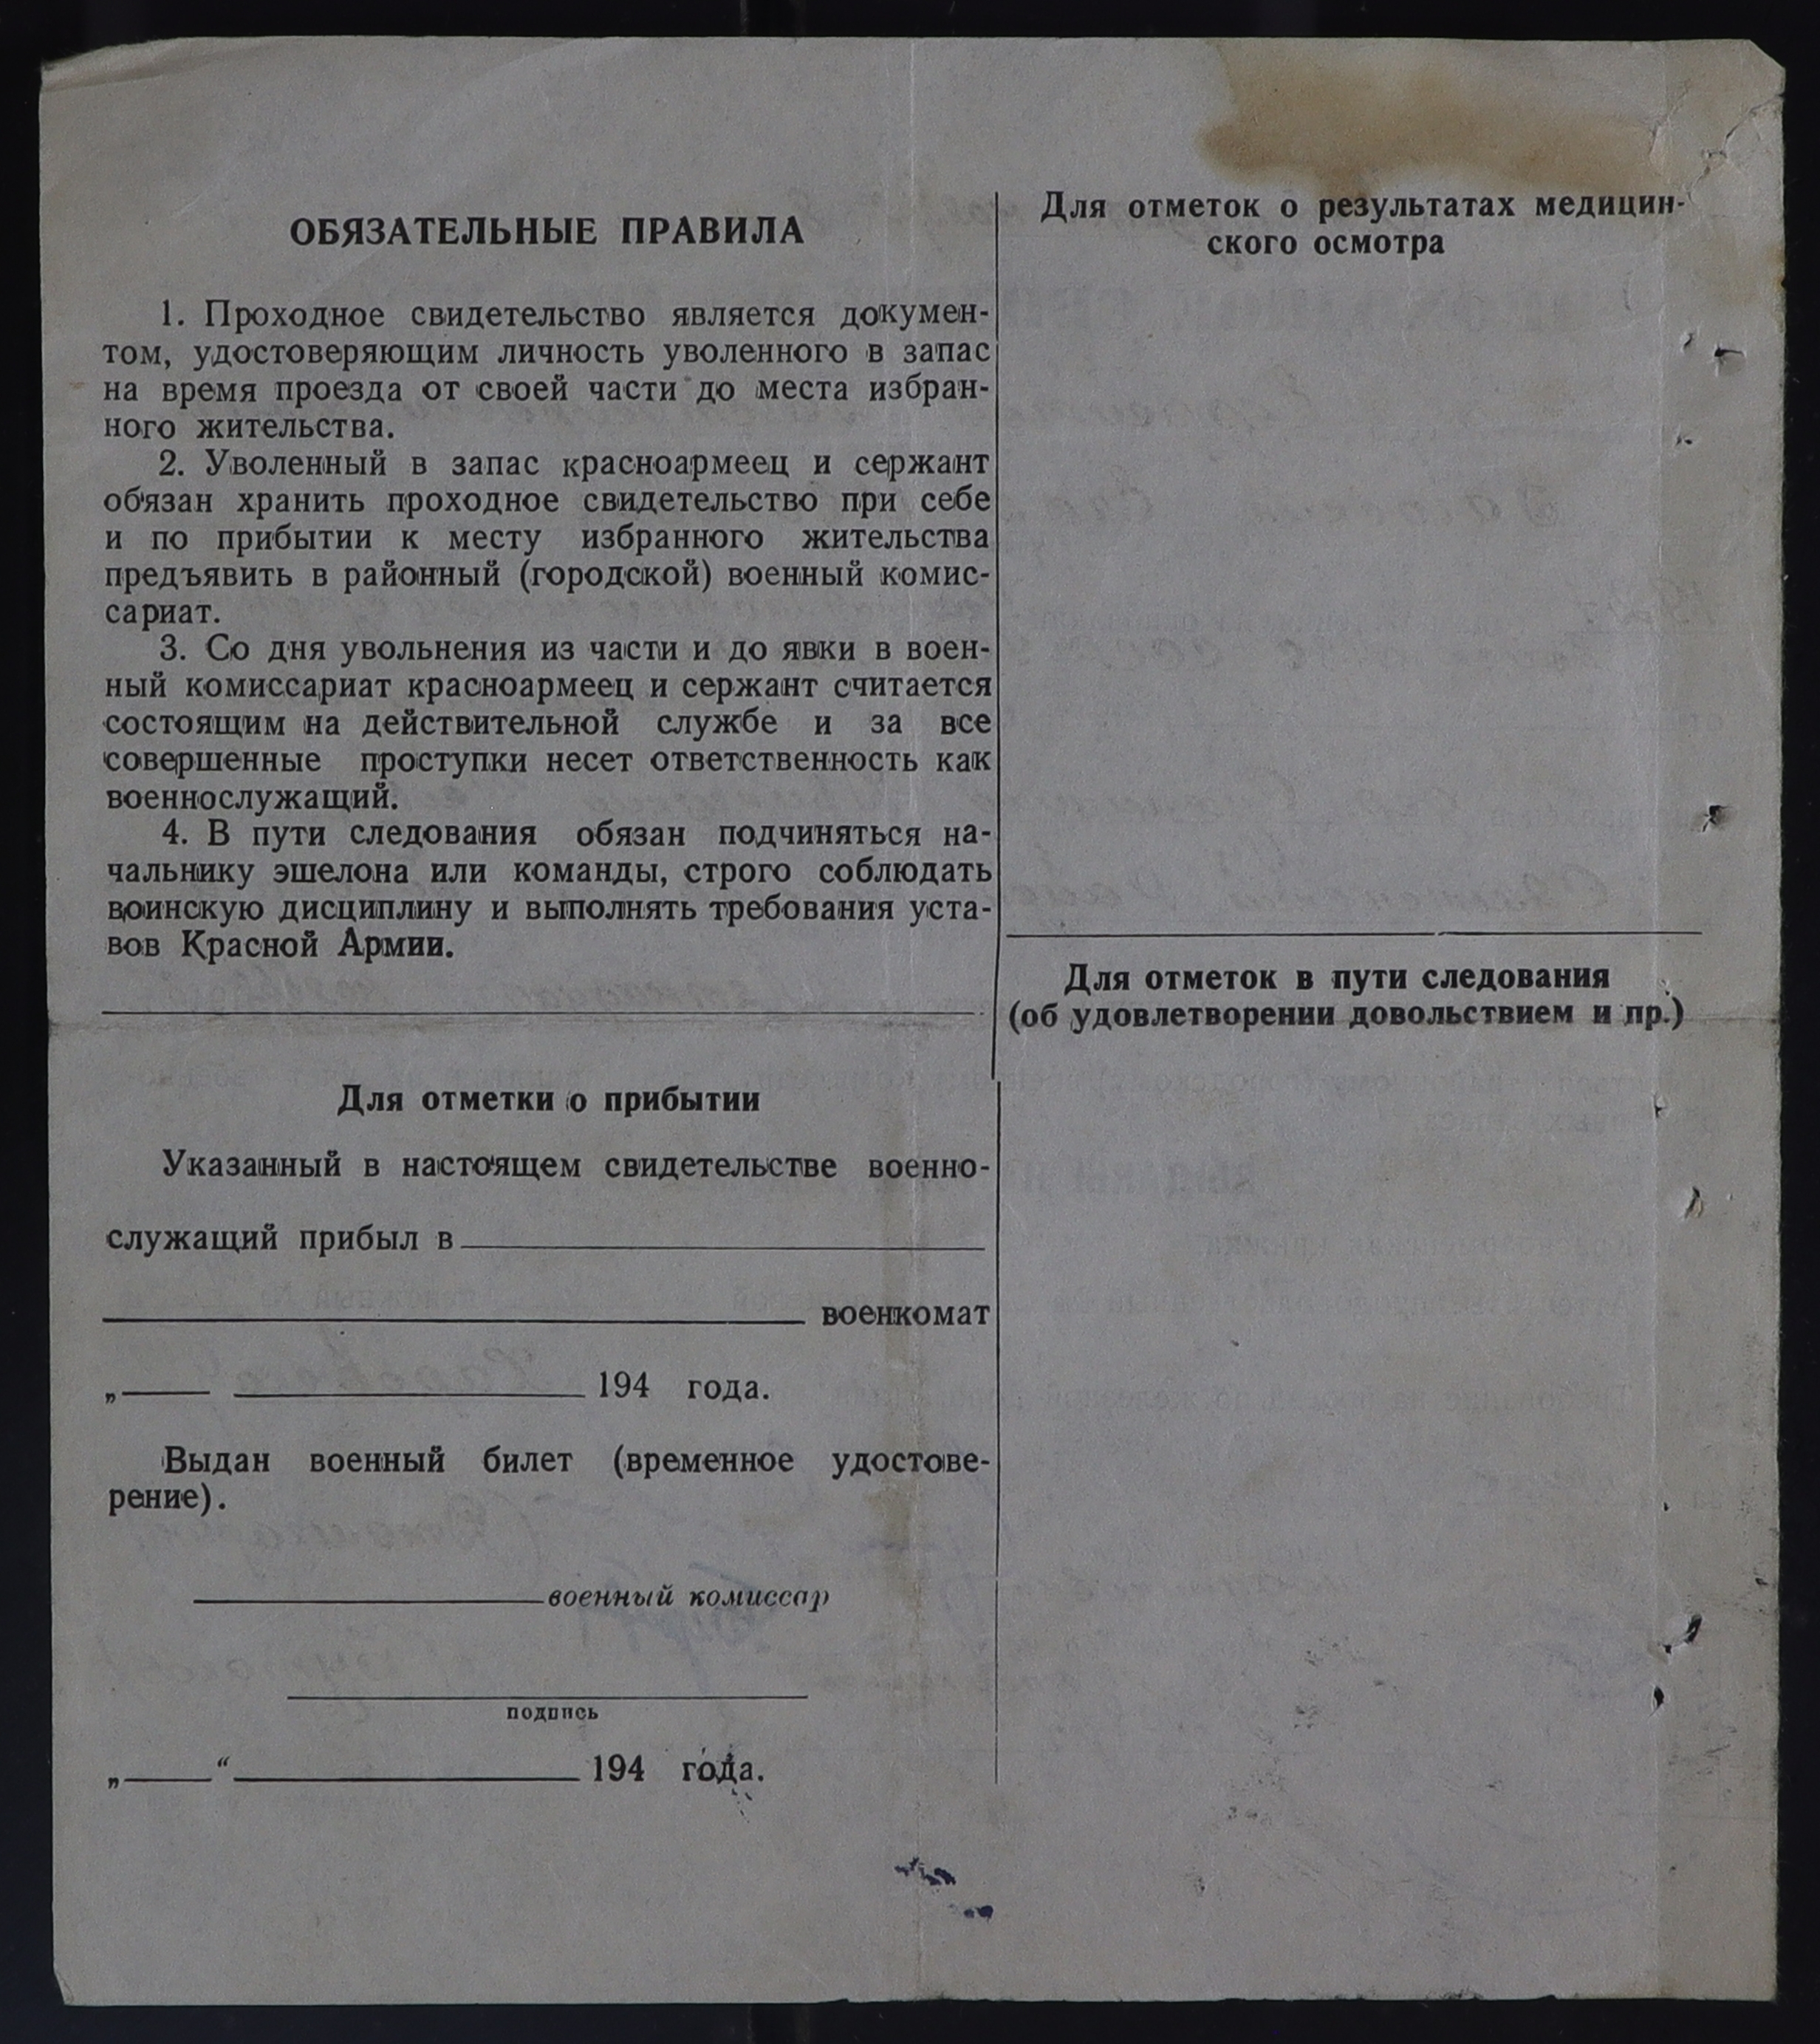 ОБЯЗАТЕЛЬНЫЕ ПРАВИЛА
1. Проходное свидетельство является докумен-
том, удостоверяющим личность уволенного в запас
на время проезда от своей части до места избран-
ного жительства.
2. Уволенный в запас красноармеец и сержант
обязан хранить проходное свидетельство при себе
и по прибытии к месту избранного жительства
предъявить в районный (городской) военный комис-
сариат.
3. Со дня увольнения из части и до явки в воен-
ный комиссариат красноармеец и сержант считается
состоящим на действительной службе и за все
совершенные проступки несет ответственность как
военнослужащий.
4. В пути следования обязан подчиняться на-
чальнику эшелона или команды, строго соблюдать
воинскую дисциплину и выполнять требования уста-
вов Красной Армии.
Для отметки о прибытии
Указанный в настоящем свидетельстве военно-
служащий прибыл в
военкомат
„ 194 года.
Выдан военный билет (временное удостове-
рение).
военный комиссар
подпись
„ “ 194 года.
Для отметок о результатах медицин-
ского осмотра
Для отметок в пути следования
(об удовлетворении довольствием и пр.)